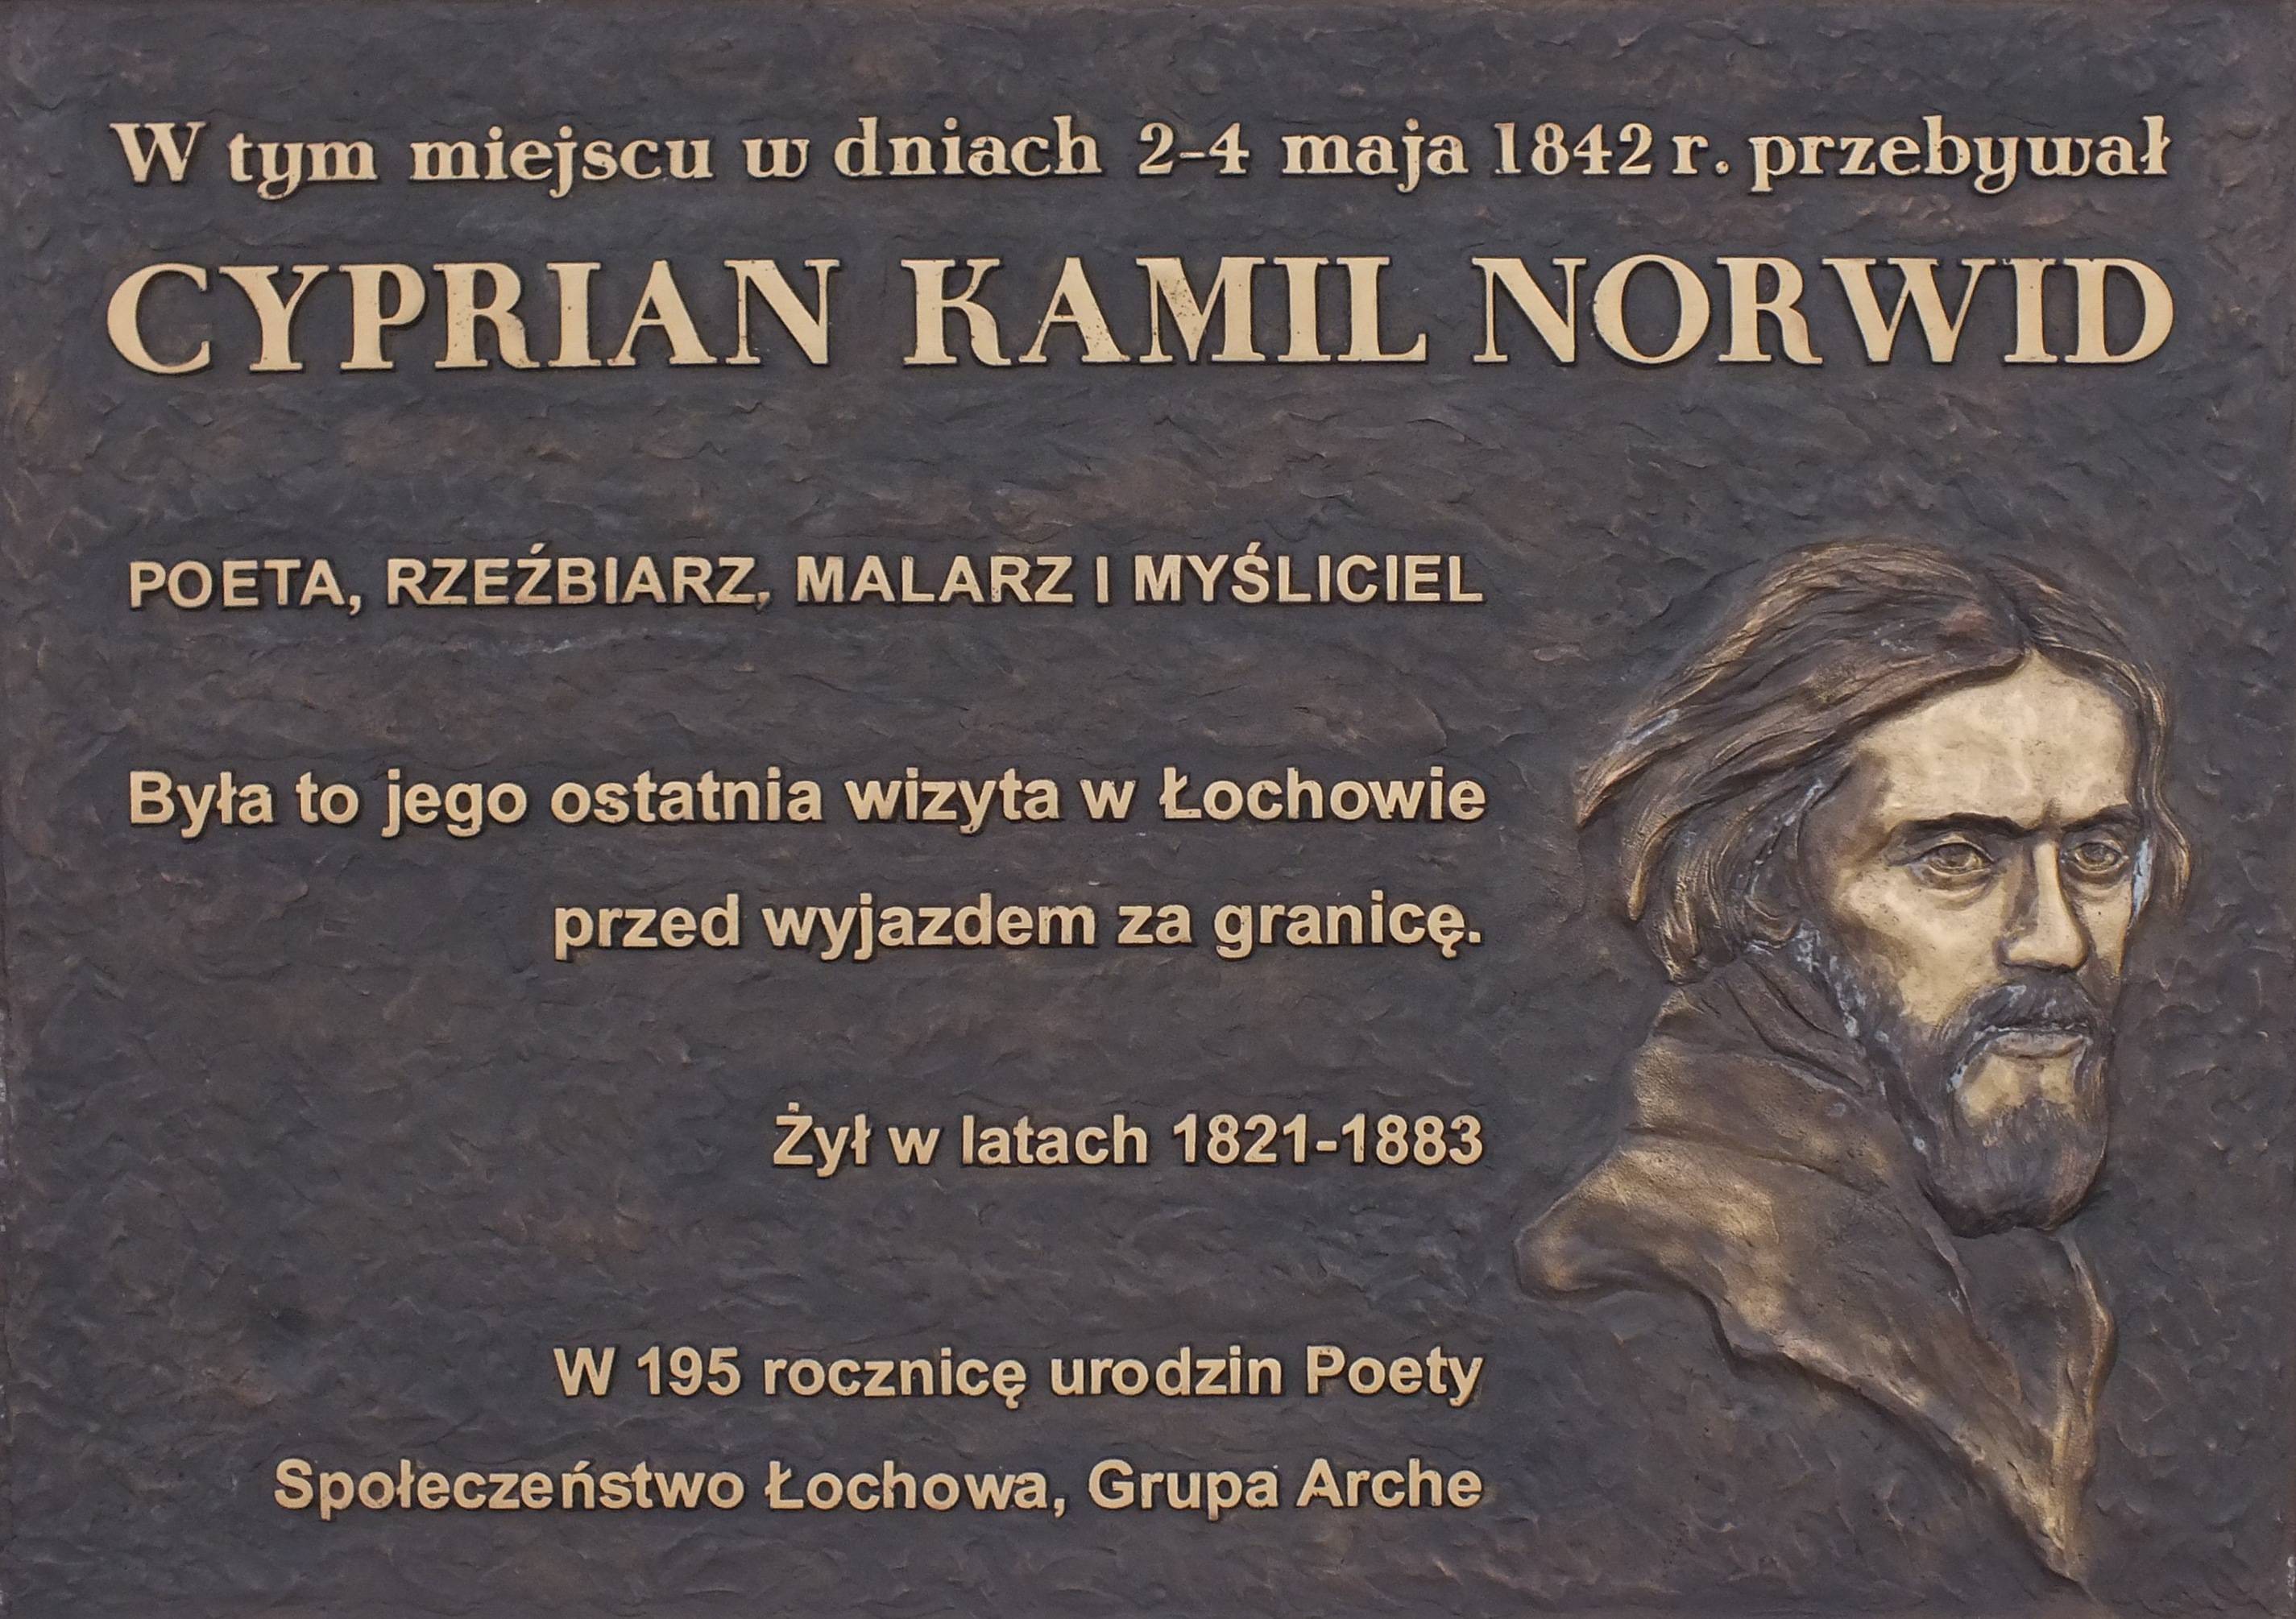 W tym miejscu w dniach 2-4 maja 1842 r. przebywał
CYPRIAN KAMIL NORWID
POETA, RZEŹBIARZ, MALARZ I MYŚLICIEL
Była to jego ostatnia wizyta w Łochowie
przed wyjazdem za granicę.
Żył w latach 1821-1883
W 195 rocznicę urodzin Poety
Społeczeństwo Łochowa, Grupa Arche